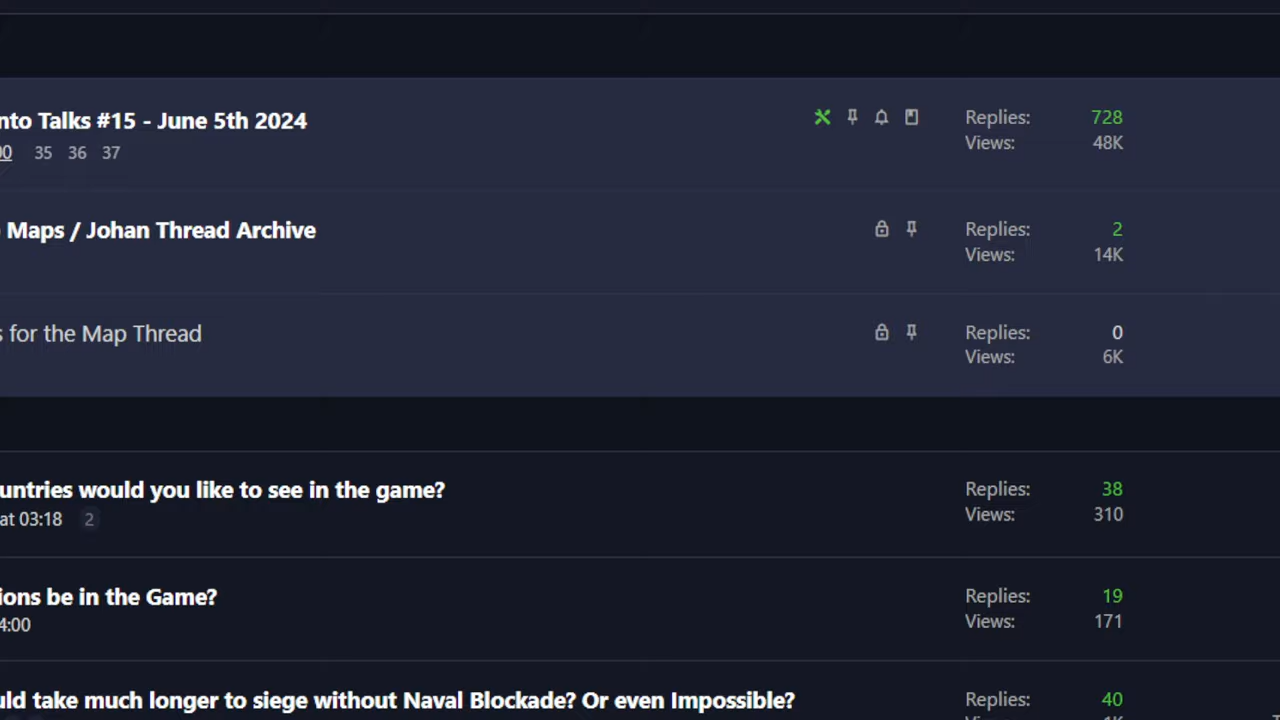 nto Talks #15 - June 5th 2024
Replies: 728
35 36 37
Views: 48K
Maps / Johan Thread Archive
Replies: 2
Views: 14K
for the Map Thread
Replies: 0
Views: 6K
untries would you like to see in the game?
Replies: 38
at 03:18 2
Views: 310
ions be in the Game?
Replies: 19
4:00
Views: 171
uld take much longer to siege without Naval Blockade? Or even Impossible?
Replies: 40